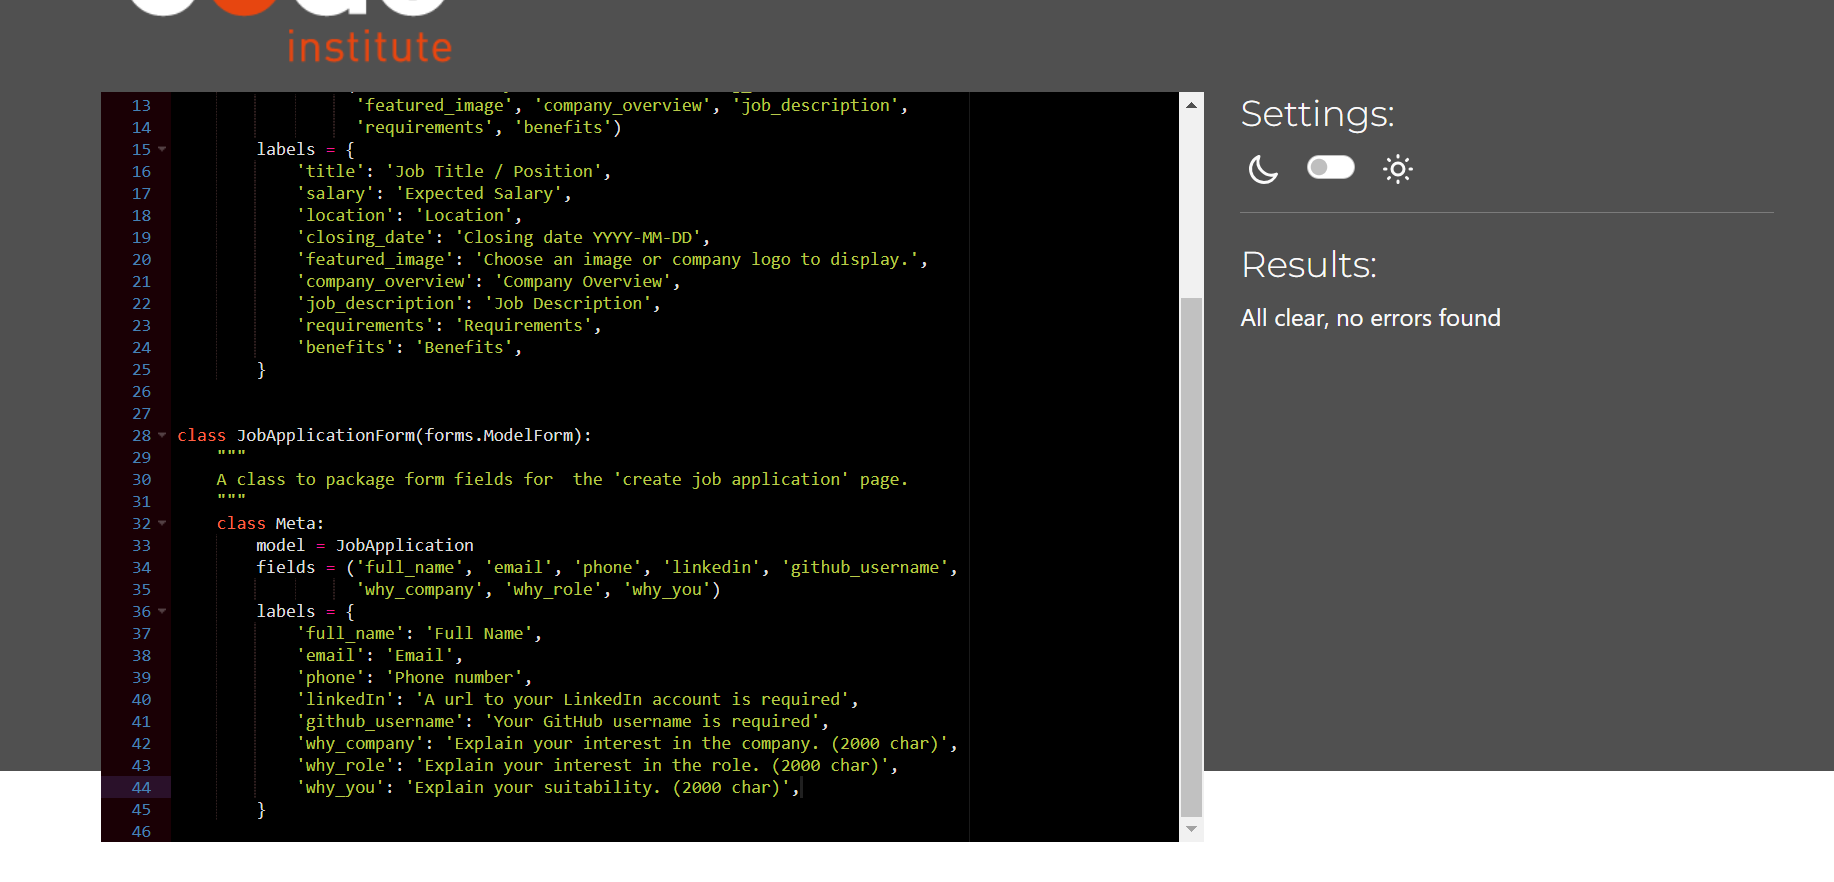 institute
13 'featured_image', 'company_overview', 'job_description',
14 'requirements', 'benefits')
15 labels = {
16 'title': 'Job Title / Position',
17 'salary': 'Expected Salary',
18 'location': 'Location',
19 'closing_date': 'Closing date YYYY-MM-DD',
20 'featured_image': 'Choose an image or company logo to display.',
21 'company_overview': 'Company Overview',
22 'job_description': 'Job Description',
23 'requirements': 'Requirements',
24 'benefits': 'Benefits',
25 }
26
27
28 class JobApplicationForm(forms.ModelForm):
29 """
30 A class to package form fields for  the 'create job application' page.
31 """
32 class Meta:
33 model = JobApplication
34 fields = ('full_name', 'email', 'phone', 'linkedin', 'github_username',
35 'why_company', 'why_role', 'why_you')
36 labels = {
37 'full_name': 'Full Name',
38 'email': 'Email',
39 'phone': 'Phone number',
40 'linkedIn': 'A url to your LinkedIn account is required',
41 'github_username': 'Your GitHub username is required',
42 'why_company': 'Explain your interest in the company. (2000 char)',
43 'why_role': 'Explain your interest in the role. (2000 char)',
44 'why_you': 'Explain your suitability. (2000 char)',
45 }
46
Settings:
Results:
All clear, no errors found